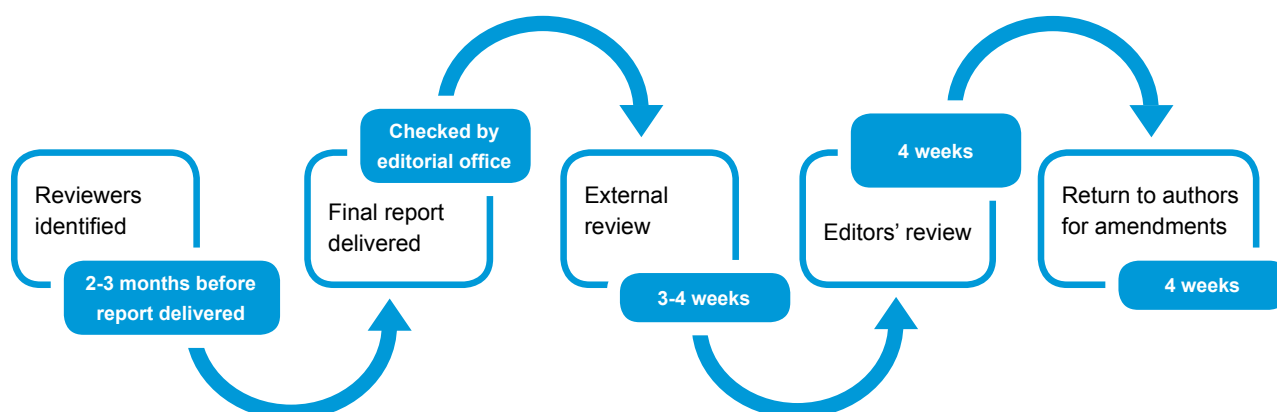 Reviewers
identified
2-3 months before
report delivered
Checked by
editorial office
Final report
delivered
External
review
3-4 weeks
4 weeks
Editors’ review
Return to authors
for amendments
4 weeks